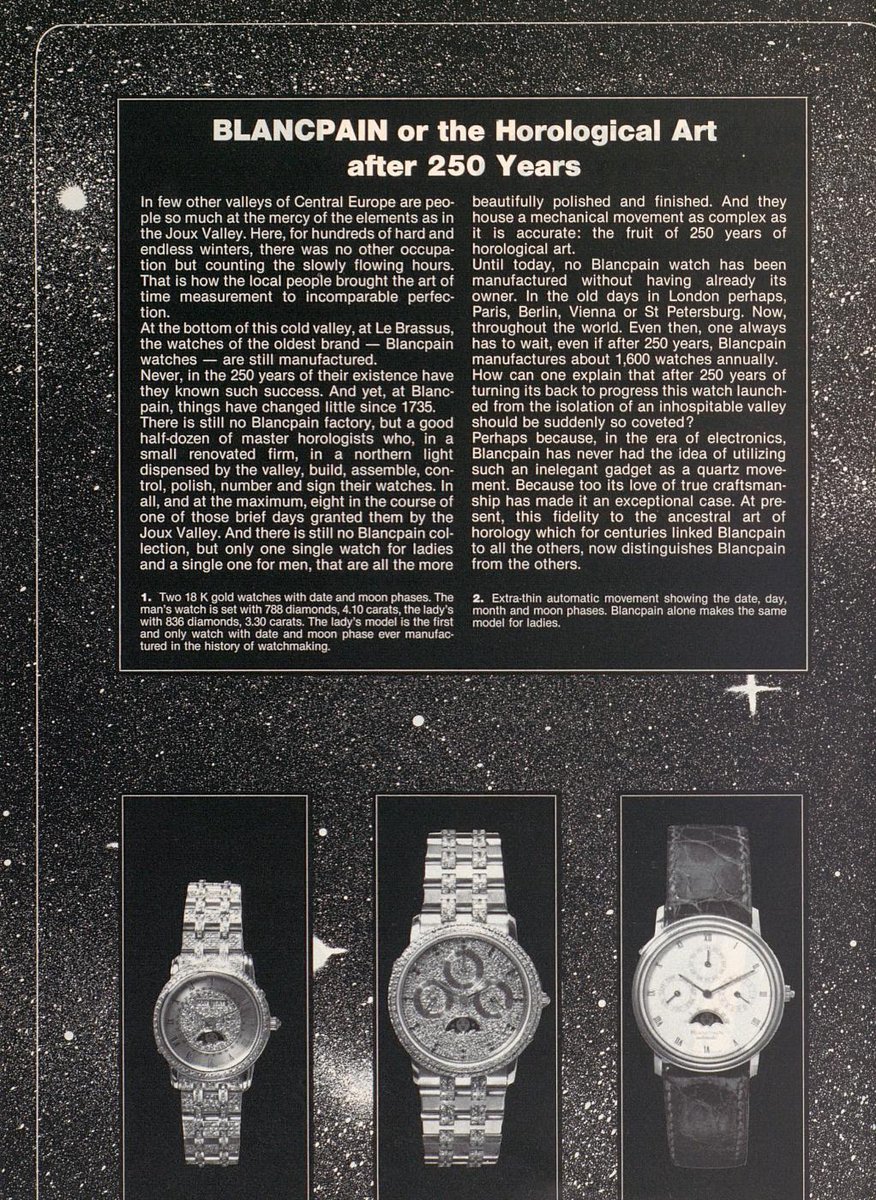 BLANCPAIN or the Horological Art
after 250 Years
In few other valleys of Central Europe are peo-
ple so much at the mercy of the elements as in
the Joux Valley. Here, for hundreds of hard and
endless winters, there was no other occupa-
tion but counting the slowly flowing hours.
That is how the local people brought the art of
time measurement to incomparable perfec-
tion.
At the bottom of this cold valley, at Le Brassus,
the watches of the oldest brand — Blancpain
watches — are still manufactured.
Never, in the 250 years of their existence have
they known such success. And yet, at Blanc-
pain, things have changed little since 1735.
There is still no Blancpain factory, but a good
half-dozen of master horologists who, in a
small renovated firm, in a northern light
dispensed by the valley, build, assemble, con-
trol, polish, number and sign their watches. In
all, and at the maximum, eight in the course of
one of those brief days granted them by the
Joux Valley. And there is still no Blancpain col-
lection, but only one single watch for ladies
and a single one for men, that are all the more
beautifully polished and finished. And they
house a mechanical movement as complex as
it is accurate: the fruit of 250 years of
horological art.
Until today, no Blancpain watch has been
manufactured without having already its
owner. In the old days in London perhaps,
Paris, Berlin, Vienna or St Petersburg. Now,
throughout the world. Even then, one always
has to wait, even if after 250 years, Blancpain
manufactures about 1,600 watches annually.
How can one explain that after 250 years of
turning its back to progress this watch launch-
ed from the isolation of an inhospitable valley
should be suddenly so coveted?
Perhaps because, in the era of electronics,
Blancpain has never had the idea of utilizing
such an inelegant gadget as a quartz move-
ment. Because too its love of true craftsman-
ship has made it an exceptional case. At pre-
sent, this fidelity to the ancestral art of
horology which for centuries linked Blancpain
to all the others, now distinguishes Blancpain
from the others.
1. Two 18 K gold watches with date and moon phases. The
man's watch is set with 788 diamonds, 4.10 carats, the lady's
with 836 diamonds, 3.30 carats. The lady's model is the first
and only watch with date and moon phase ever manufac-
tured in the history of watchmaking.
2. Extra-thin automatic movement showing the date, day,
month and moon phases. Blancpain alone makes the same
model for ladies.